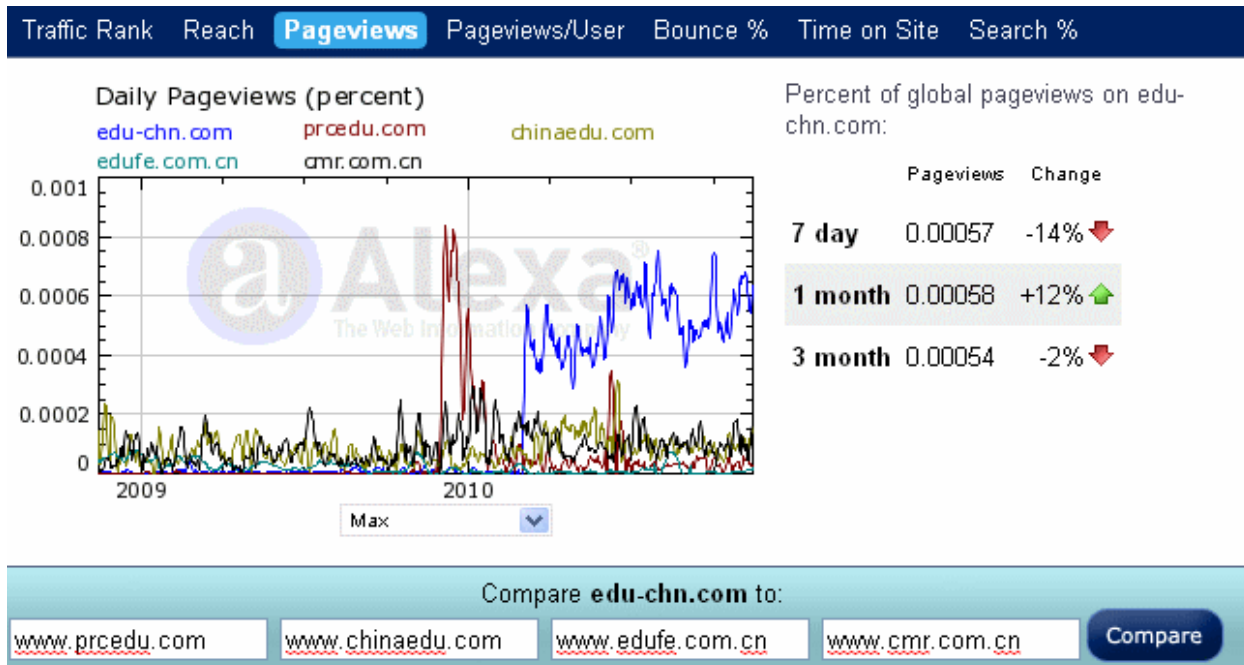 Traffic Rank Reach Pageviews Pageviews/User Bounce % Time on Site Search %
Daily Pageviews (percent)
edu-chn.com prcedu.com chinaedu.com
edufe.com.cn cmr.com.cn
0.001
0.0008
0.0006
0.0004
0.0002
0
2009 2010
a Alexa®
The Web Information Company
Max
Percent of global pageviews on edu-
chn.com:
Pageviews Change
7 day 0.00057 -14%
1 month 0.00058 +12%
3 month 0.00054 -2%
Compare edu-chn.com to:
www.prcedu.com www.chinaedu.com www.edufe.com.cn www.cmr.com.cn Compare